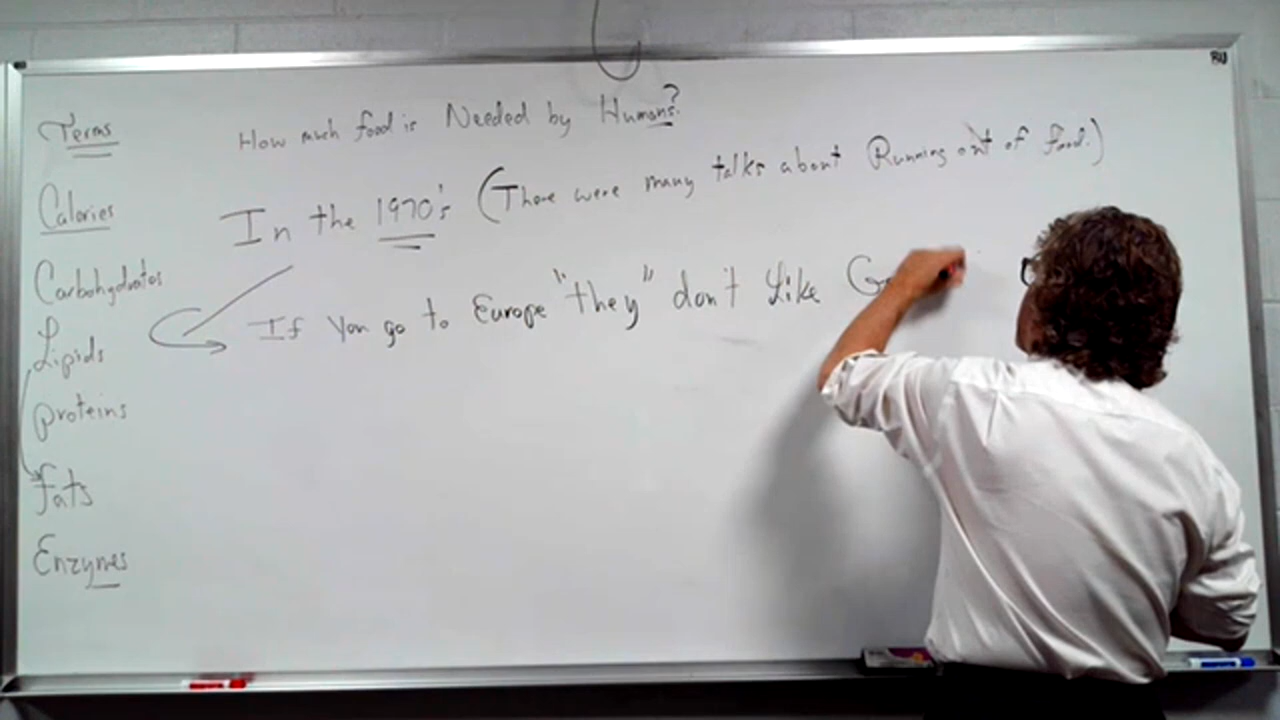 Terms
Calories
Carbohydrates
Lipids
Proteins
Fats
Enzymes
How much food is Needed by Humans?
In the 1970's (There were many talks about Running out of food.)
If You go to Europe "they" don't Like
BU